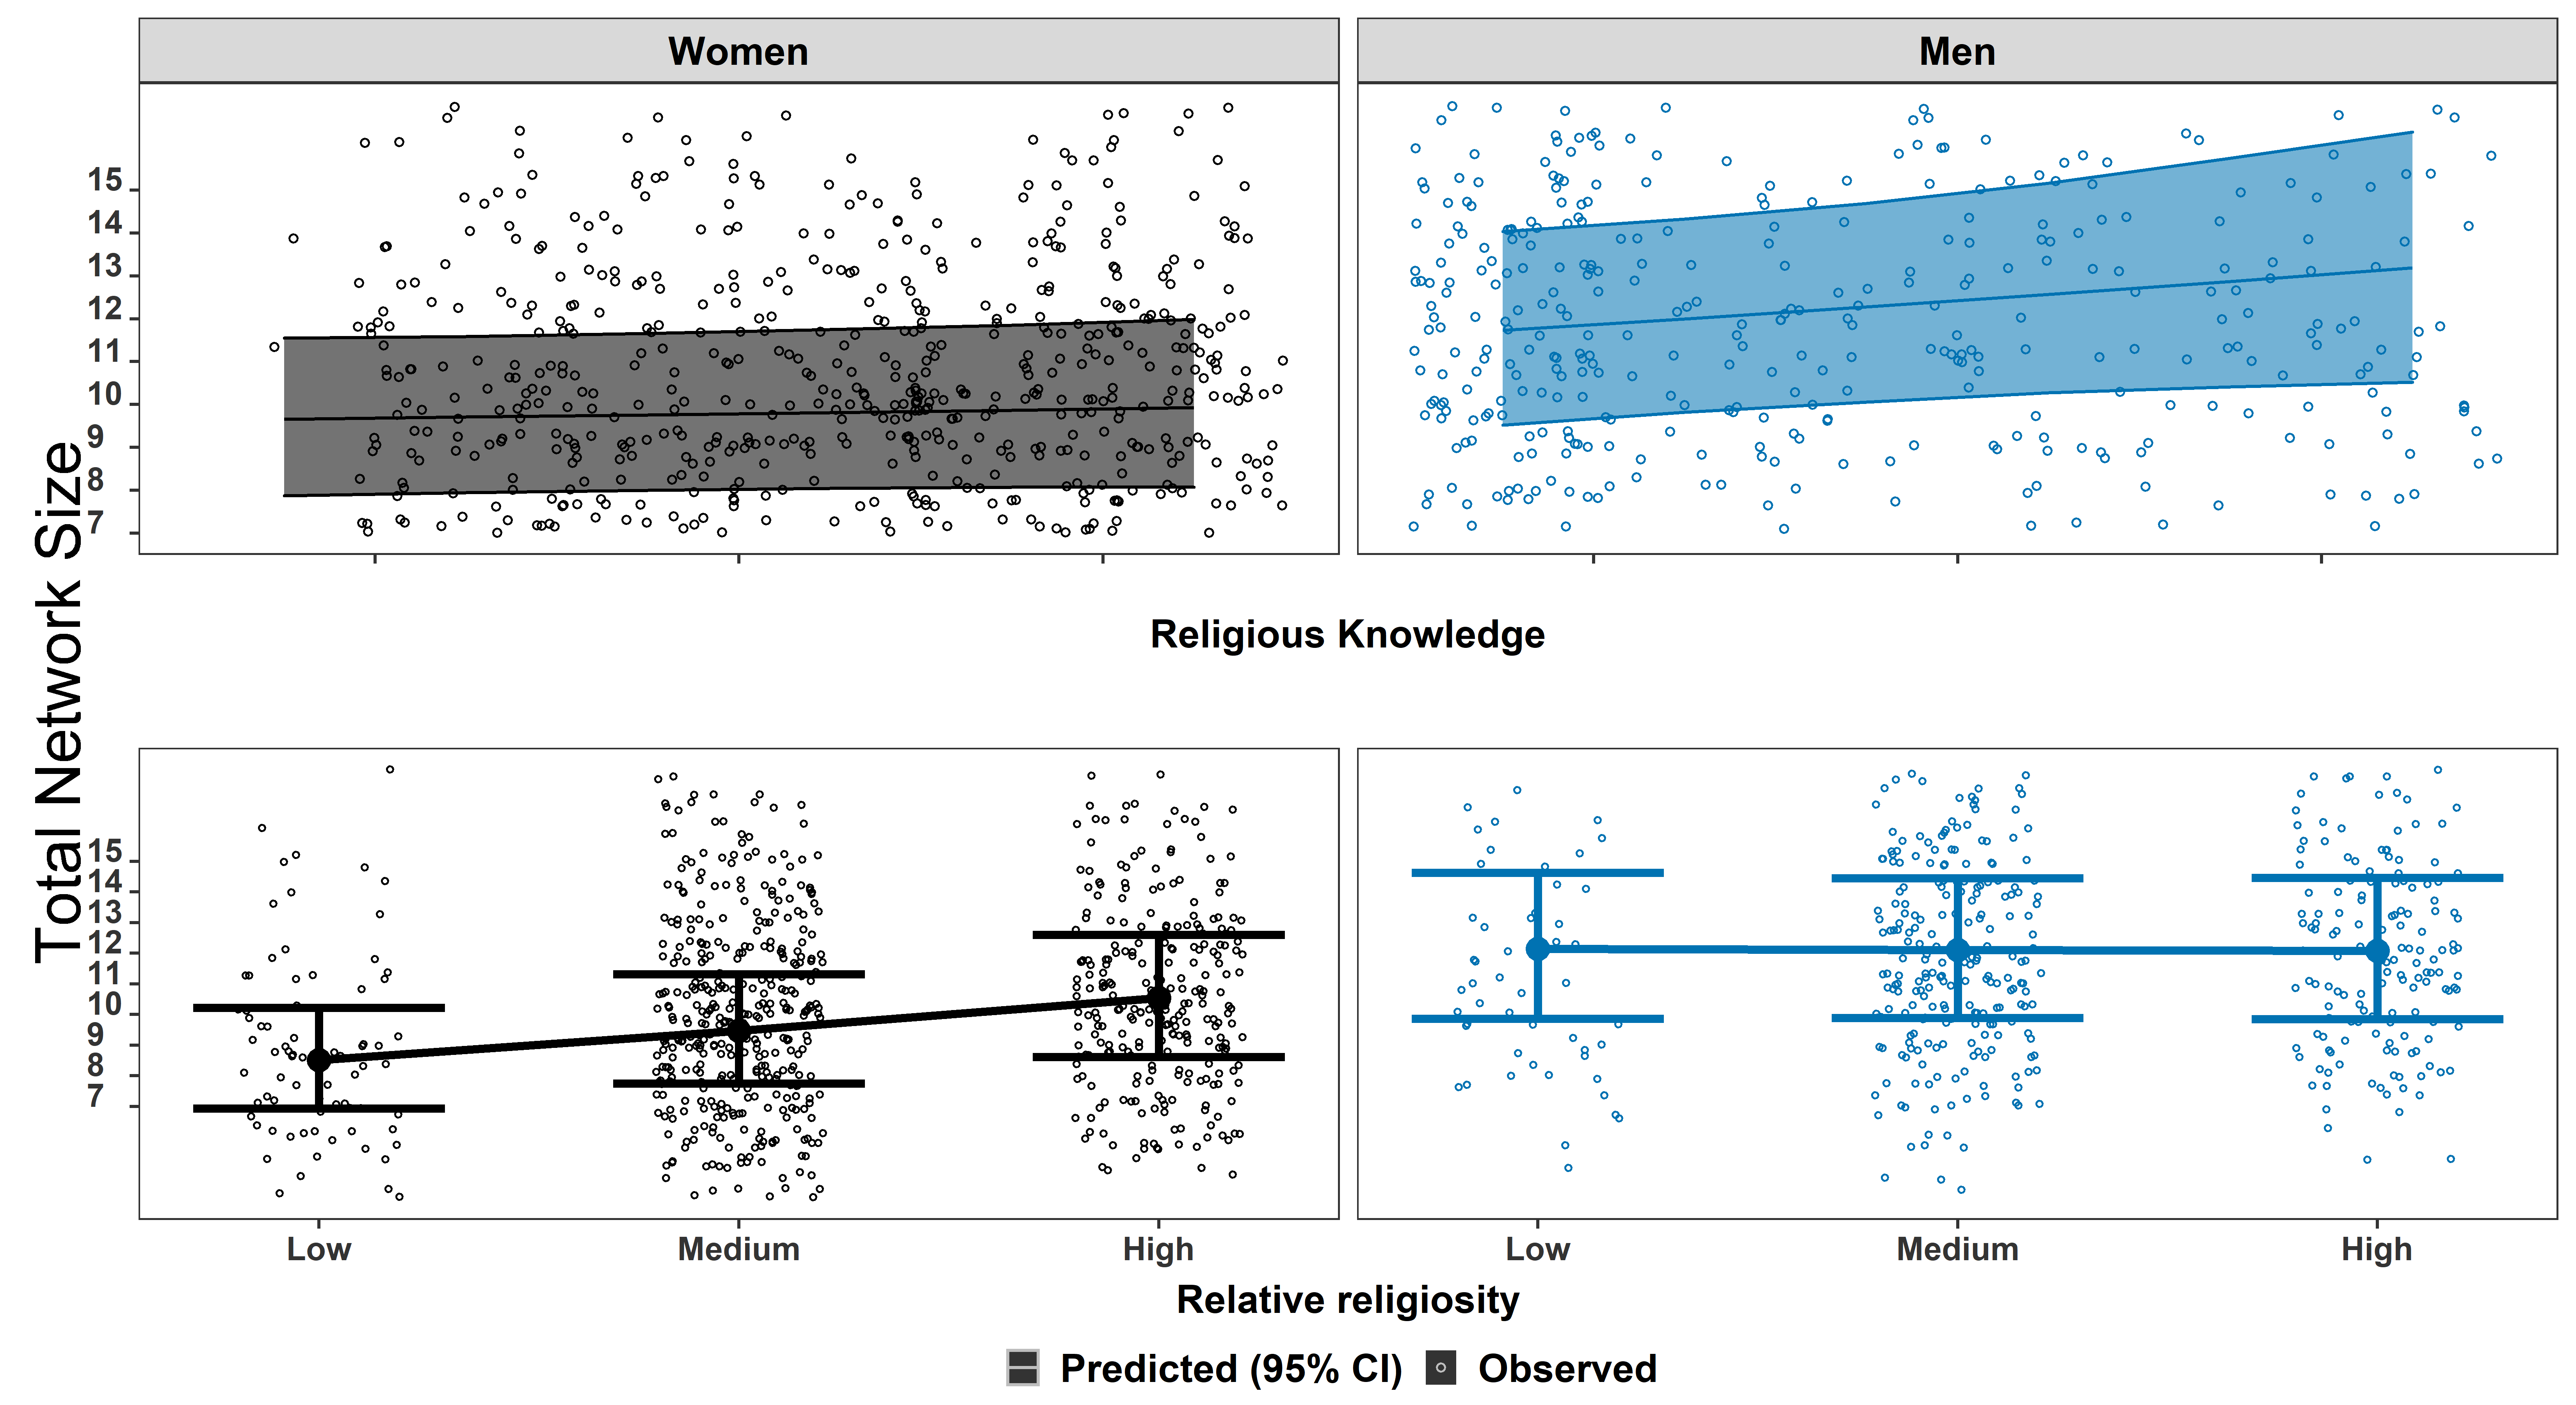 Women
Men
Total Network Size
15
14
13
12
11
10
9
8
7
Religious Knowledge
15
14
13
12
11
10
9
8
7
Low
Medium
High
Low
Medium
High
Relative religiosity
Predicted (95% CI)
Observed